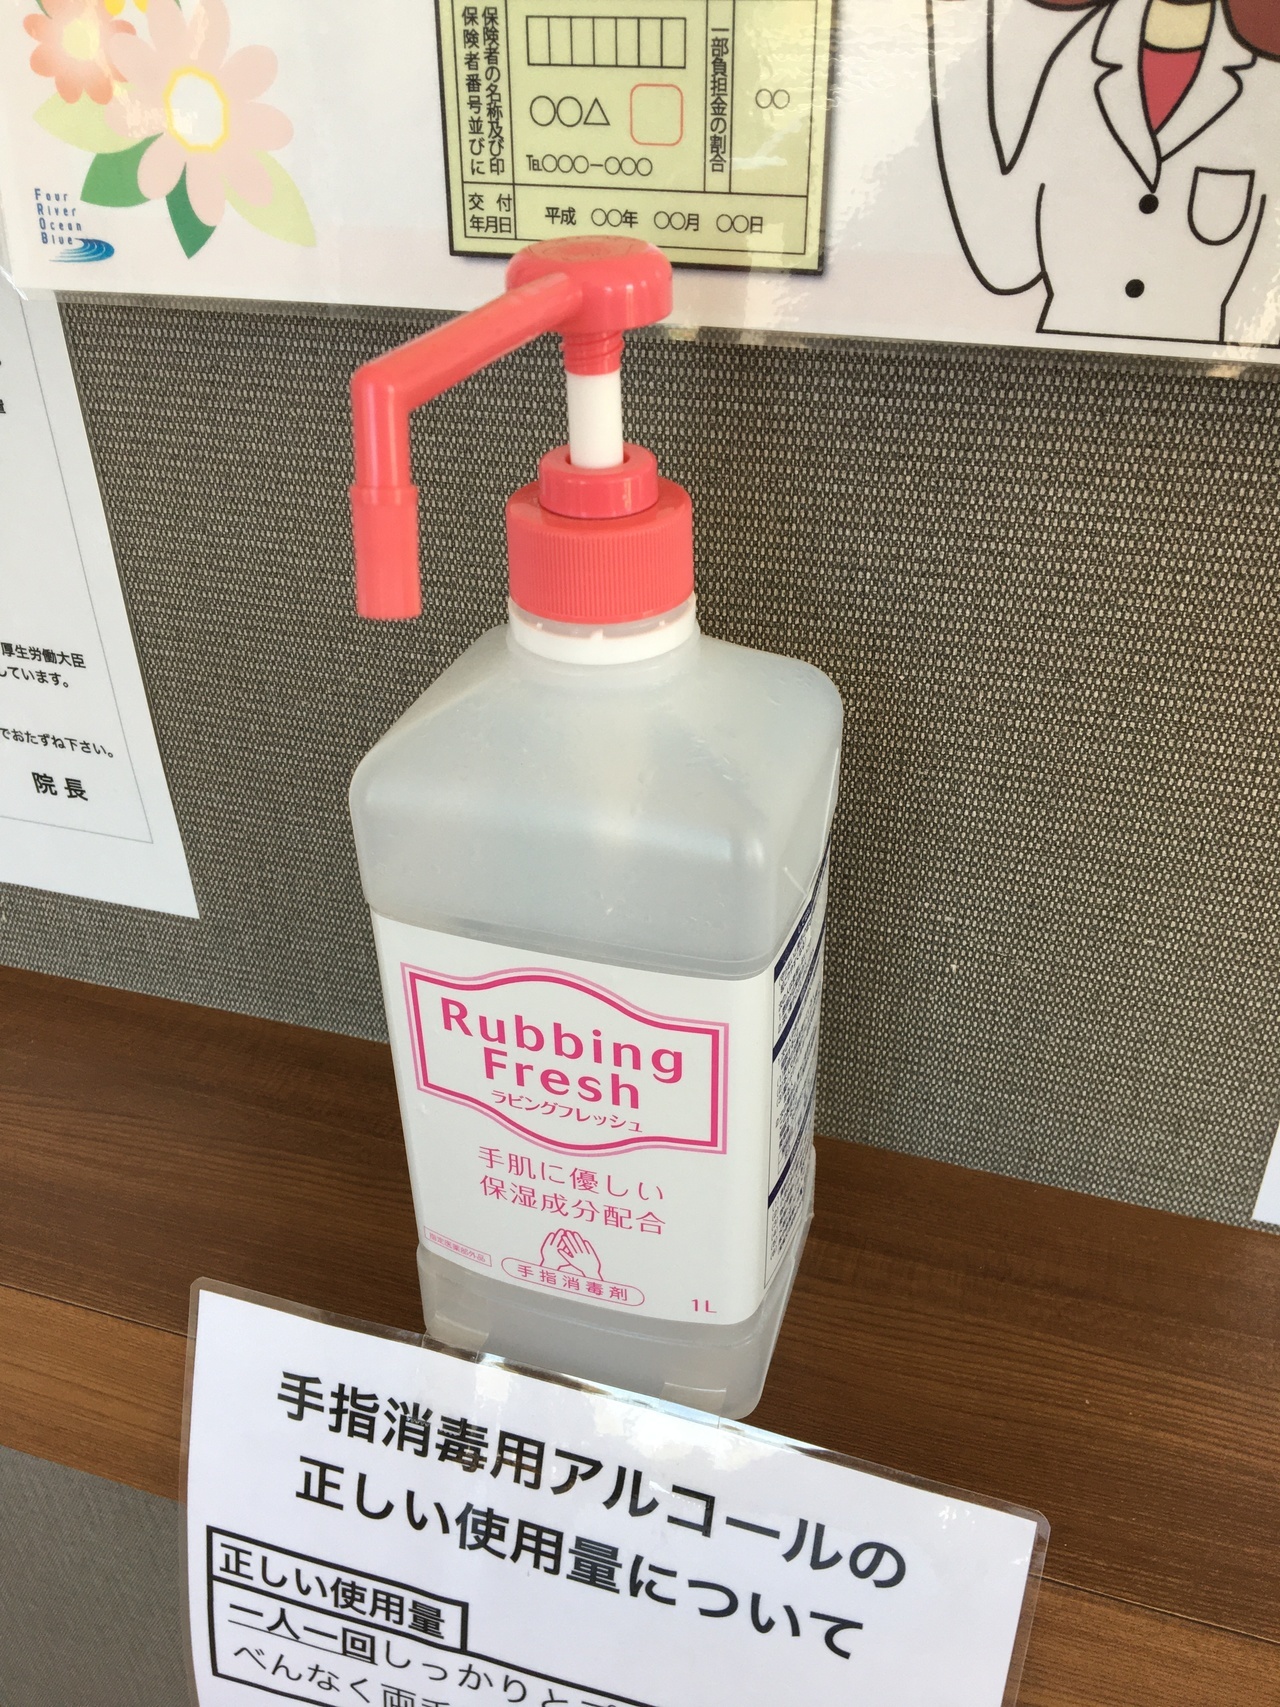 保険者番号並びに
保険者の名称及び印
○○△
TEL○○○－○○○
一部負担金の割合
○○
交付
年月日
平成 ○○年 ○○月 ○○日
Four
River
Ocean
Blue
厚生労働大臣
しています。
でおたずね下さい。
院長
Rubbing
Fresh
ラビングフレッシュ
手肌に優しい
保湿成分配合
指定医薬部外品
手指消毒剤
1L
手指消毒用アルコールの
正しい使用量について
正しい使用量
一人一回しっかりと
べんなく両手